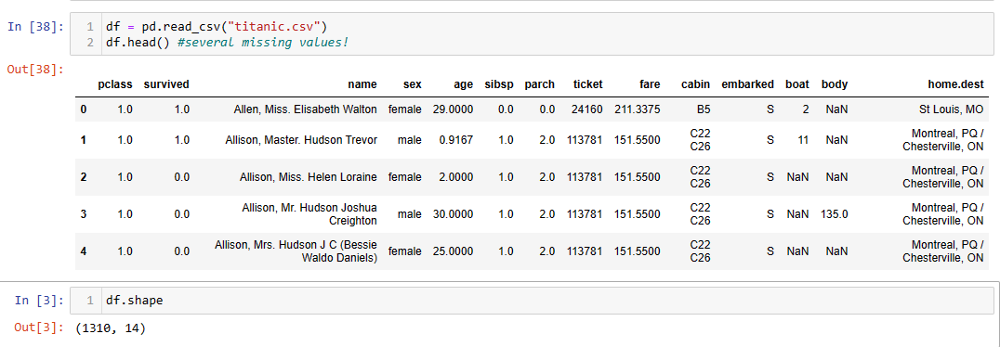 In [38]: 1 df = pd.read_csv("titanic.csv")
2 df.head() #several missing values!
Out[38]:
pclass survived name sex age sibsp parch ticket fare cabin embarked boat body home.dest
0 1.0 1.0 Allen, Miss. Elisabeth Walton female 29.0000 0.0 0.0 24160 211.3375 B5 S 2 NaN St Louis, MO
1 1.0 1.0 Allison, Master. Hudson Trevor male 0.9167 1.0 2.0 113781 151.5500 C22 C26 S 11 NaN Montreal, PQ / Chesterville, ON
2 1.0 0.0 Allison, Miss. Helen Loraine female 2.0000 1.0 2.0 113781 151.5500 C22 C26 S NaN NaN Montreal, PQ / Chesterville, ON
3 1.0 0.0 Allison, Mr. Hudson Joshua Creighton male 30.0000 1.0 2.0 113781 151.5500 C22 C26 S NaN 135.0 Montreal, PQ / Chesterville, ON
4 1.0 0.0 Allison, Mrs. Hudson J C (Bessie Waldo Daniels) female 25.0000 1.0 2.0 113781 151.5500 C22 C26 S NaN NaN Montreal, PQ / Chesterville, ON
In [3]: 1 df.shape
Out[3]: (1310, 14)